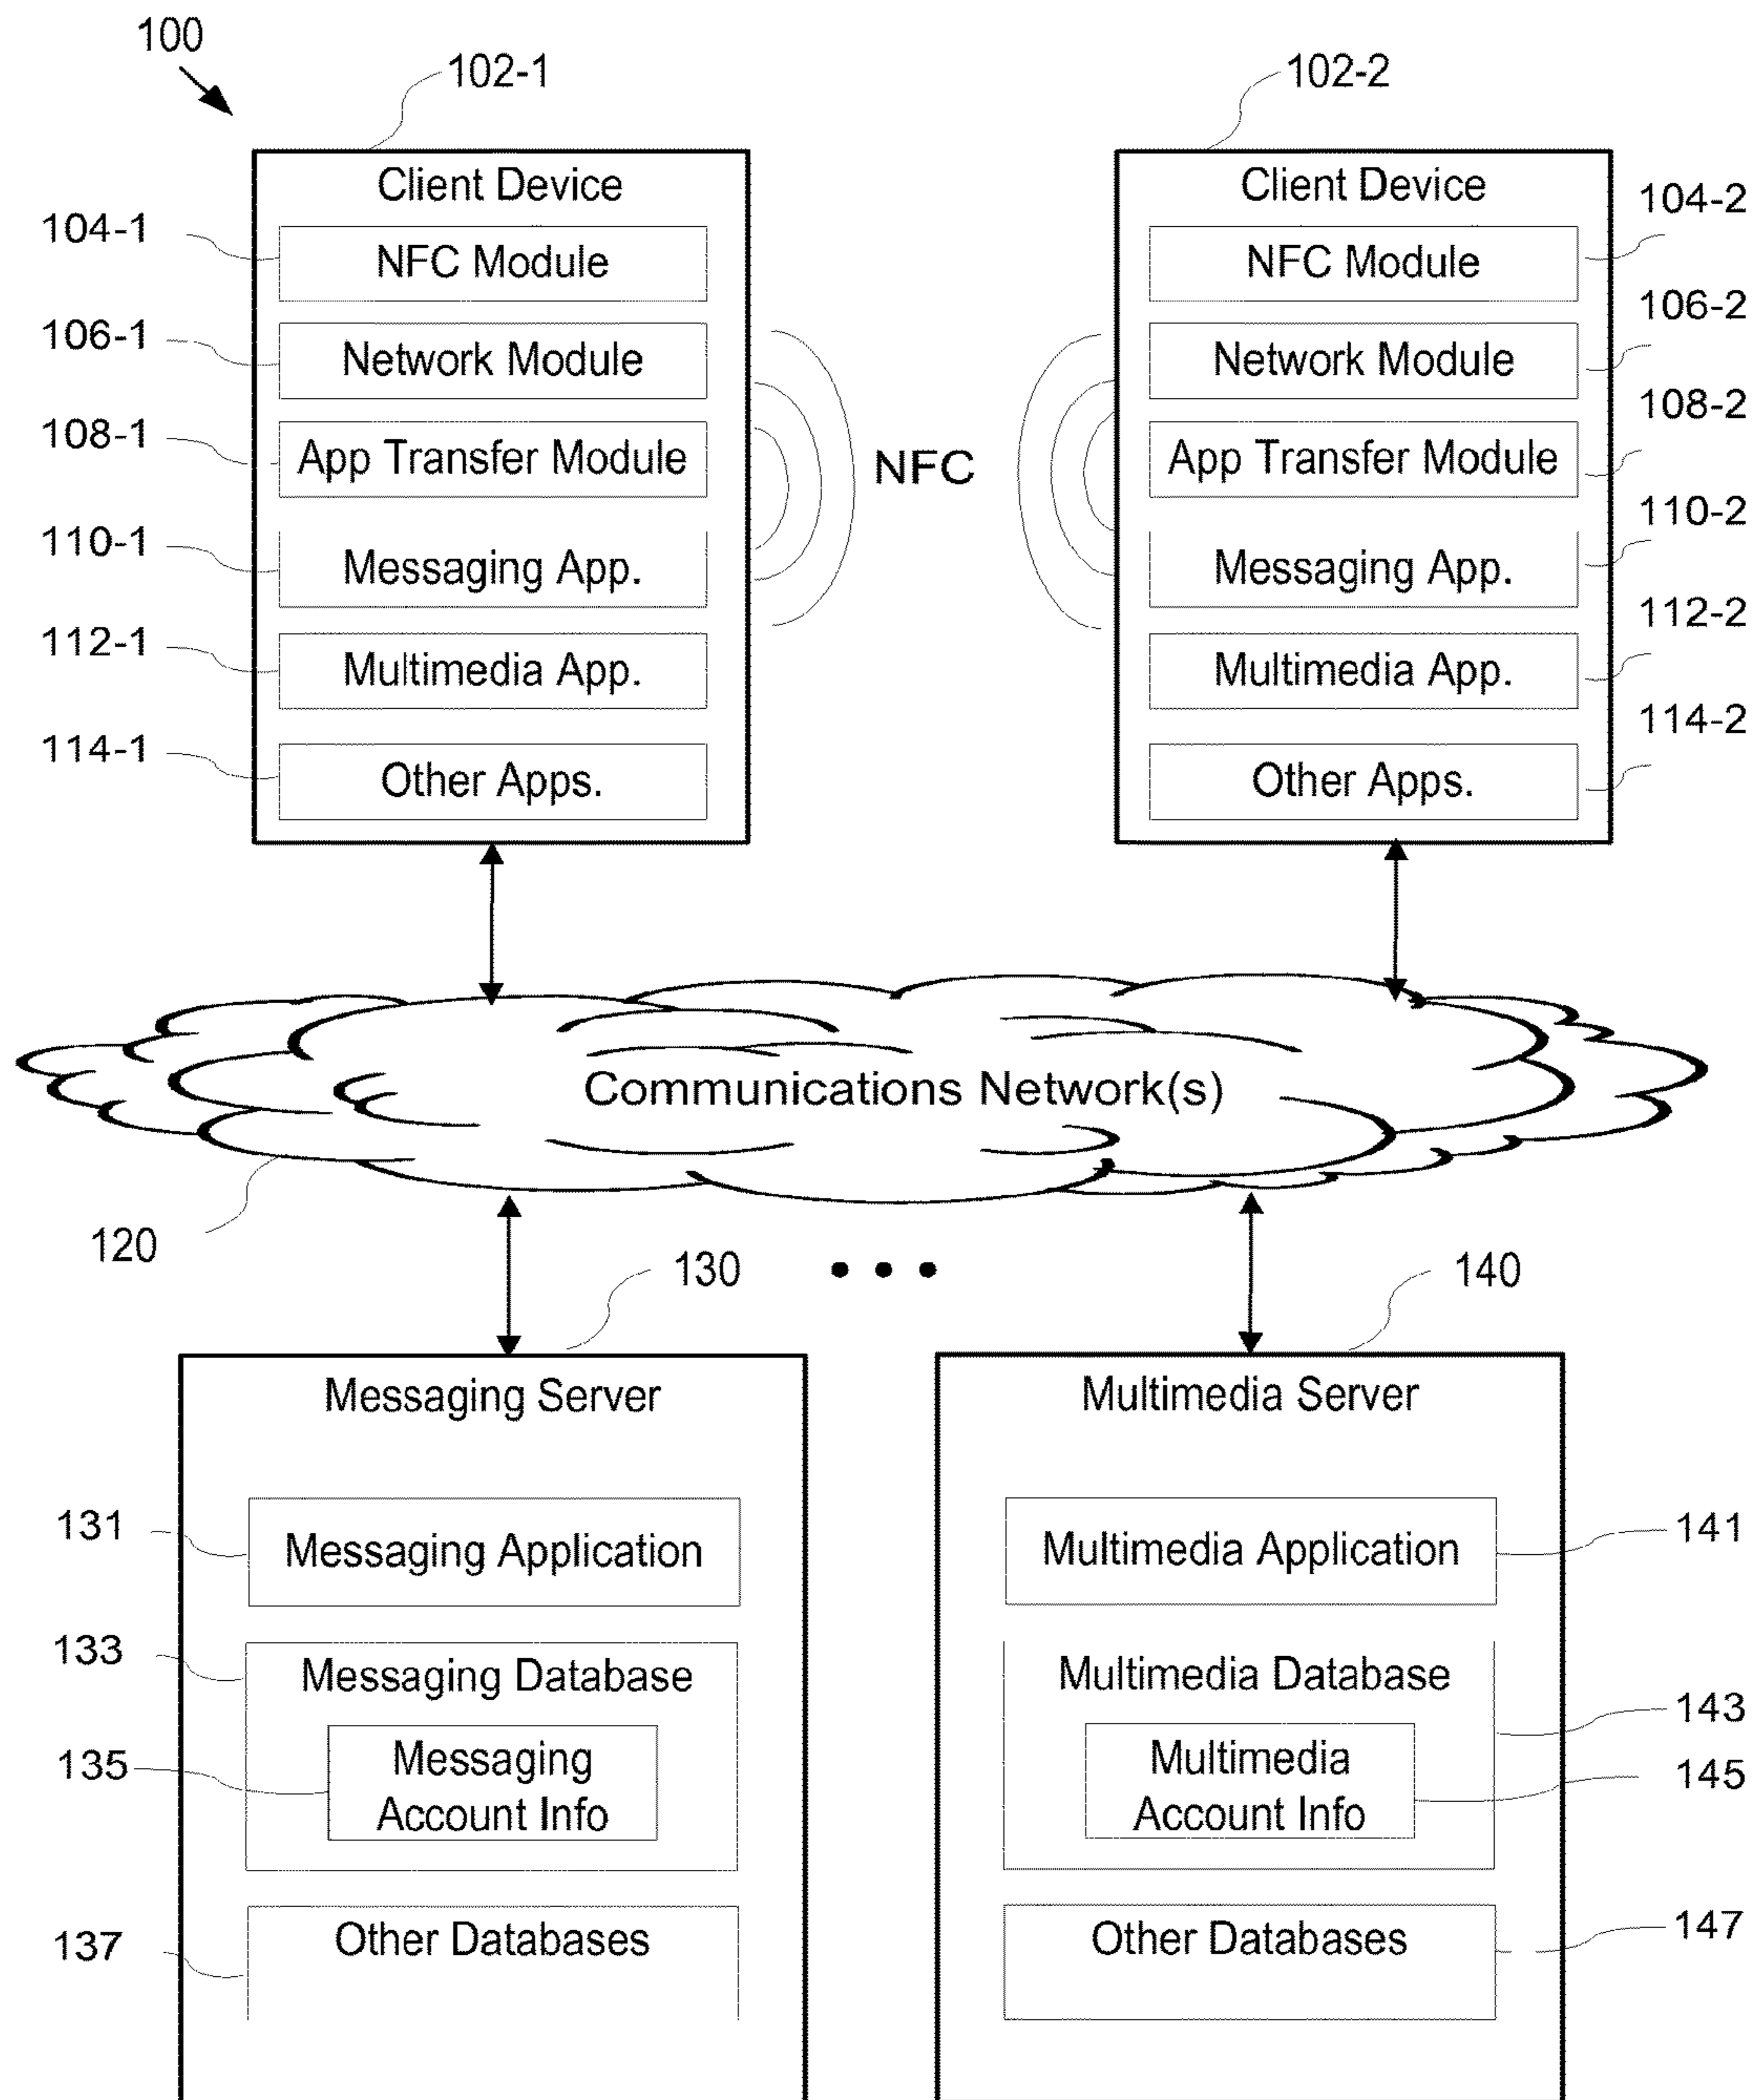 100
102-1
102-2
Client Device
Client Device
104-1
NFC Module
NFC Module
104-2
106-1
Network Module
Network Module
106-2
108-1
App Transfer Module
NFC
App Transfer Module
108-2
110-1
Messaging App.
Messaging App.
110-2
112-1
Multimedia App.
Multimedia App.
112-2
114-1
Other Apps.
Other Apps.
114-2
Communications Network(s)
120
130
140
Messaging Server
Multimedia Server
131
Messaging Application
Multimedia Application
141
133
Messaging Database
Multimedia Database
143
135
Messaging
Account Info
Multimedia
Account Info
145
137
Other Databases
Other Databases
147